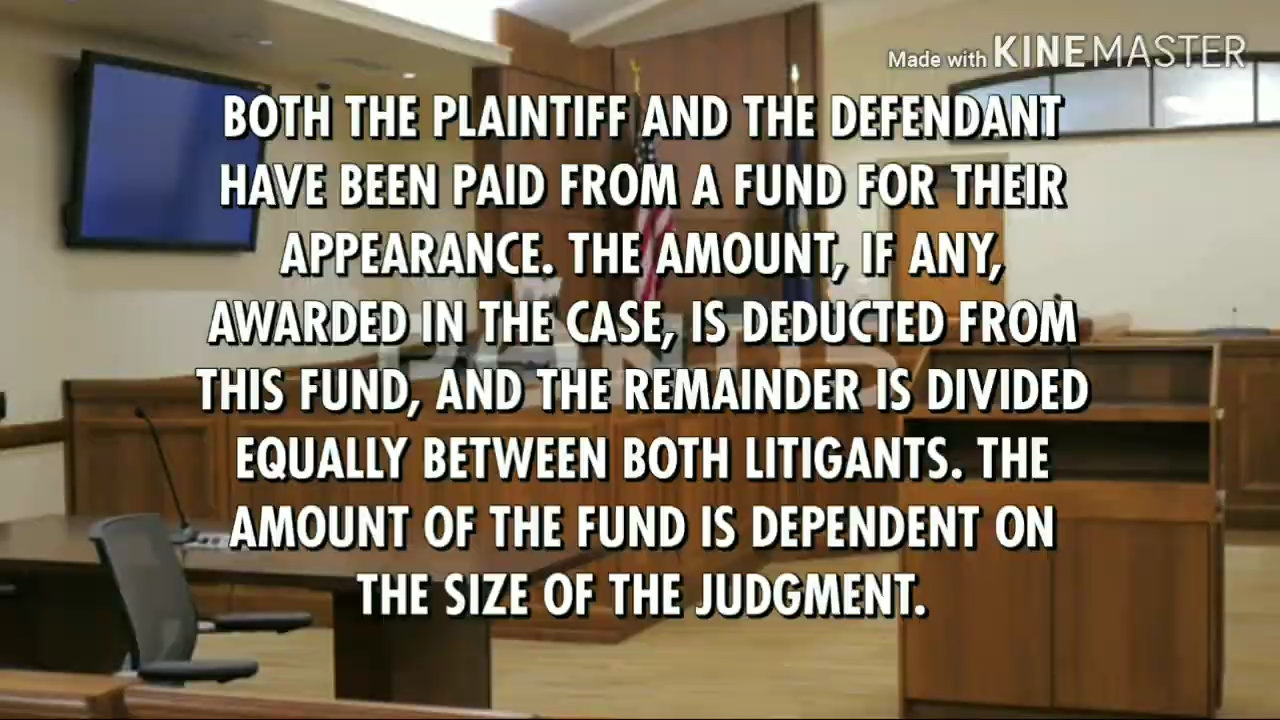 Made with KINEMASTER
BOTH THE PLAINTIFF AND THE DEFENDANT
HAVE BEEN PAID FROM A FUND FOR THEIR
APPEARANCE. THE AMOUNT, IF ANY,
AWARDED IN THE CASE, IS DEDUCTED FROM
THIS FUND, AND THE REMAINDER IS DIVIDED
EQUALLY BETWEEN BOTH LITIGANTS. THE
AMOUNT OF THE FUND IS DEPENDENT ON
THE SIZE OF THE JUDGMENT.